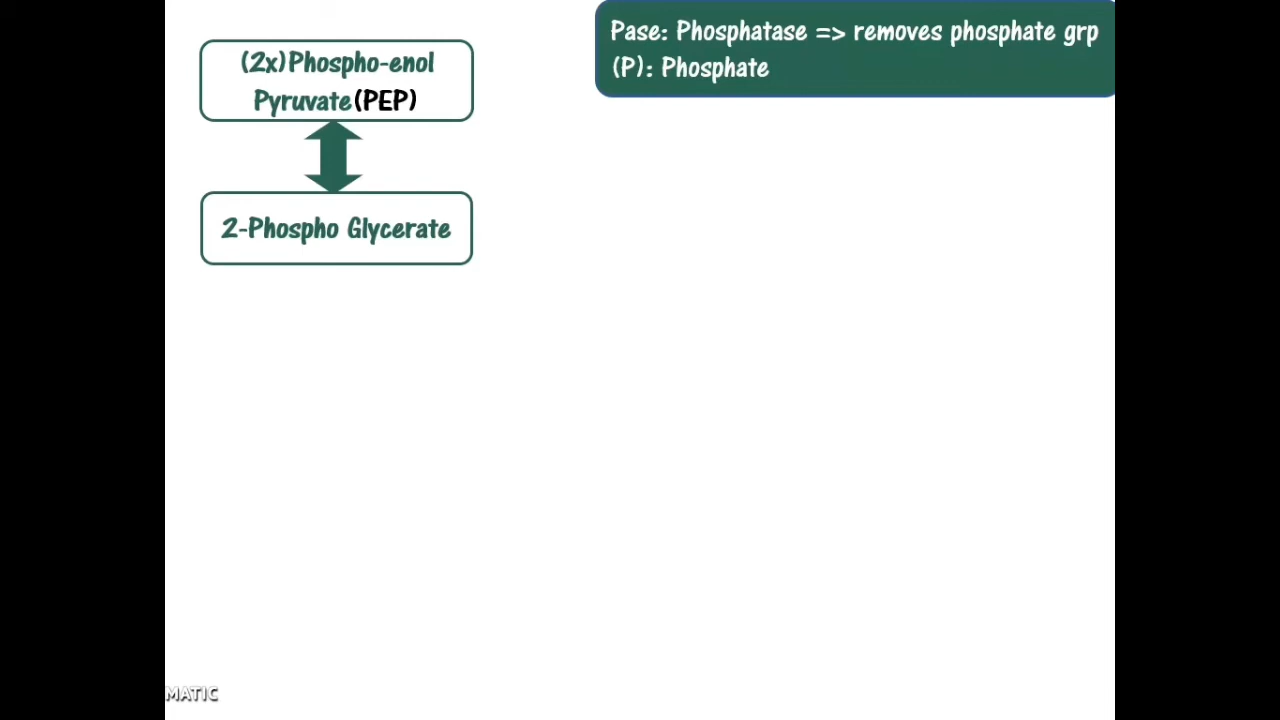 (2x)Phospho-enol
Pyruvate(PEP)
2-Phospho Glycerate
Pase: Phosphatase => removes phosphate grp
(P): Phosphate
MATIC